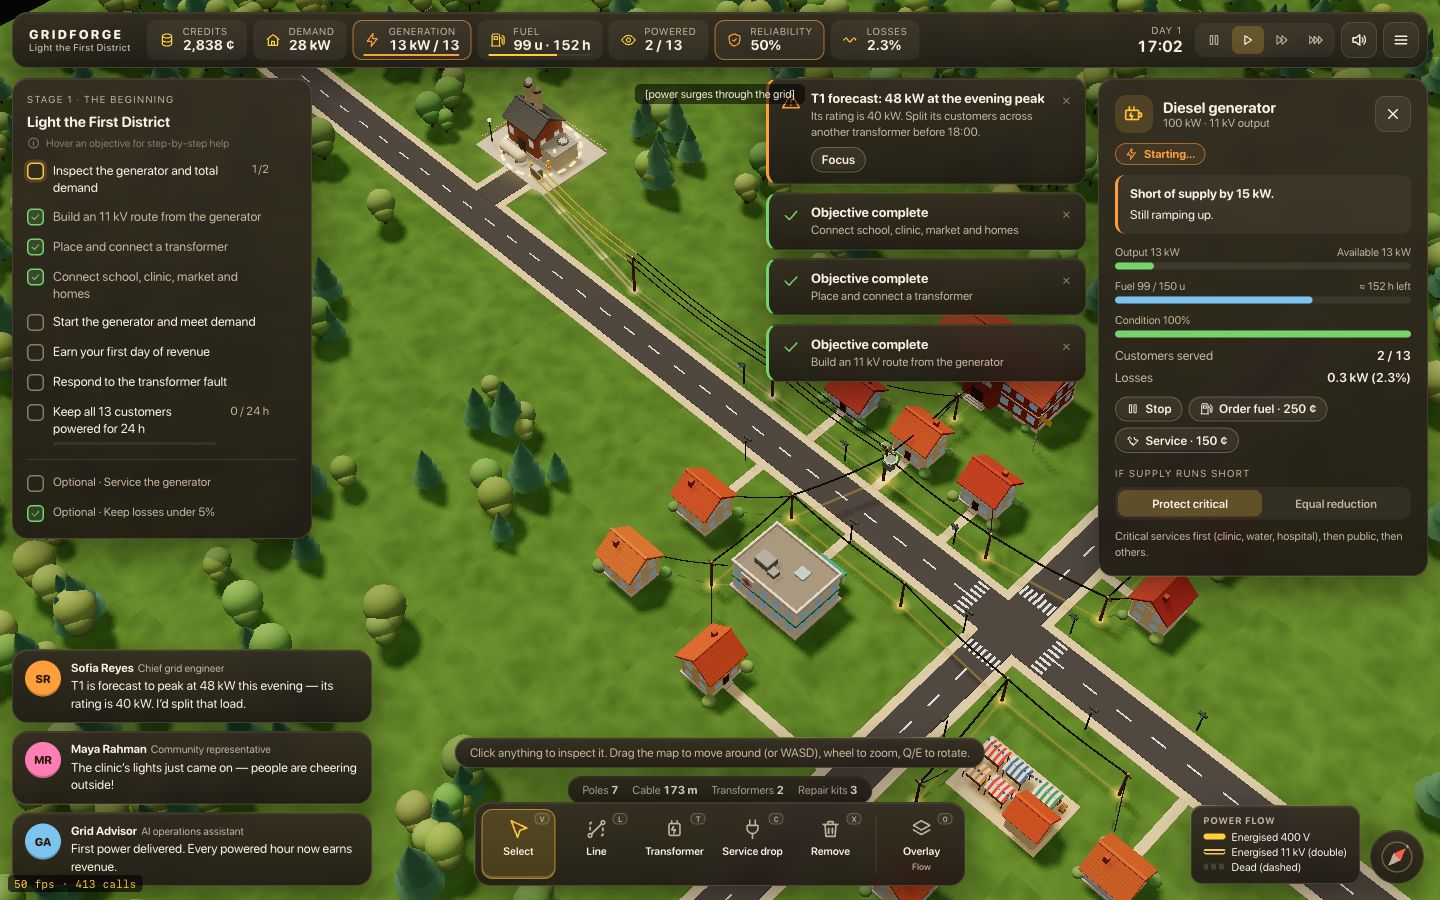 GRIDFORGE
Light the First District
CREDITS
2,838 ¢
DEMAND
28 kW
GENERATION
13 kW / 13
FUEL
99 u · 152 h
POWERED
2 / 13
RELIABILITY
50%
LOSSES
2.3%
DAY 1
17:02
STAGE 1 · THE BEGINNING
Light the First District
Hover an objective for step-by-step help
Inspect the generator and total
demand
1/2
Build an 11 kV route from the generator
Place and connect a transformer
Connect school, clinic, market and
homes
Start the generator and meet demand
Earn your first day of revenue
Respond to the transformer fault
Keep all 13 customers
powered for 24 h
0 / 24 h
Optional · Service the generator
Optional · Keep losses under 5%
[power surges through the grid]
T1 forecast: 48 kW at the evening peak
×
Its rating is 40 kW. Split its customers across
another transformer before 18:00.
Focus
Objective complete
×
Connect school, clinic, market and homes
Objective complete
×
Place and connect a transformer
Objective complete
×
Build an 11 kV route from the generator
Diesel generator
100 kW · 11 kV output
Starting...
Short of supply by 15 kW.
Still ramping up.
Output 13 kW
Available 13 kW
Fuel 99 / 150 u
≈ 152 h left
Condition 100%
Customers served
2 / 13
Losses
0.3 kW (2.3%)
Stop
Order fuel · 250 ¢
Service · 150 ¢
IF SUPPLY RUNS SHORT
Protect critical
Equal reduction
Critical services first (clinic, water, hospital), then public, then
others.
SR
Sofia Reyes Chief grid engineer
T1 is forecast to peak at 48 kW this evening — its
rating is 40 kW. I'd split that load.
MR
Maya Rahman Community representative
The clinic's lights just came on — people are cheering
outside!
GA
Grid Advisor AI operations assistant
First power delivered. Every powered hour now earns
revenue.
50 fps · 413 calls
Click anything to inspect it. Drag the map to move around (or WASD), wheel to zoom, Q/E to rotate.
Poles 7 Cable 173 m Transformers 2 Repair kits 3
V
Select
L
Line
T
Transformer
C
Service drop
X
Remove
O
Overlay
Flow
POWER FLOW
Energised 400 V
Energised 11 kV (double)
Dead (dashed)